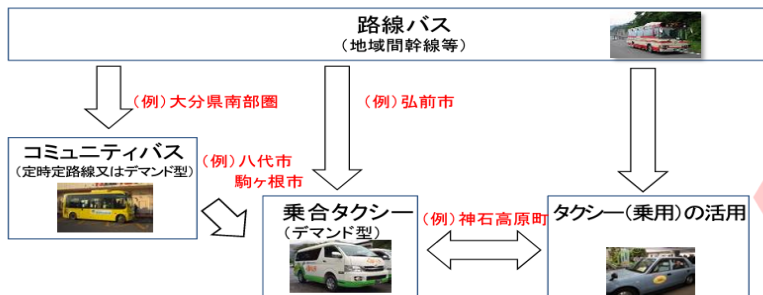 路線バス
（地域間幹線等）
（例）大分県南部圏
（例）弘前市
コミュニティバス
（定時定路線又はデマンド型）
（例）八代市
駒ヶ根市
乗合タクシー
（デマンド型）
（例）神石高原町
タクシー（乗用）の活用